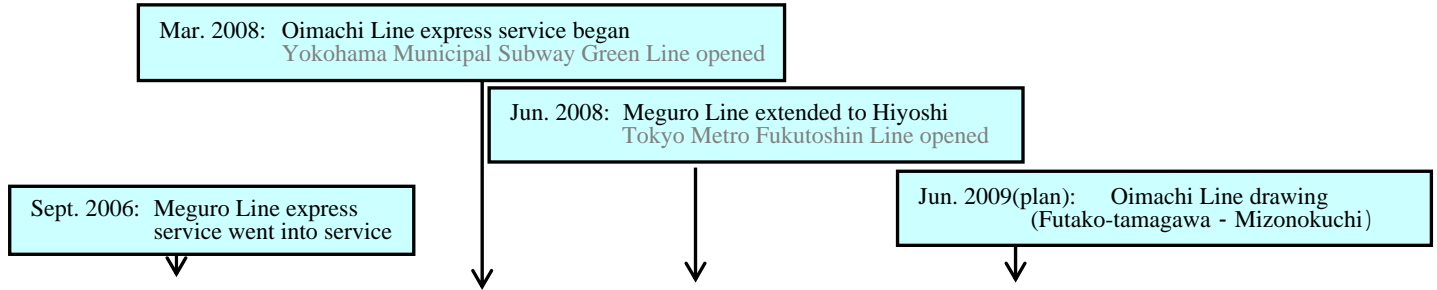 Mar. 2008: Oimachi Line express service began
Yokohama Municipal Subway Green Line opened
Jun. 2008: Meguro Line extended to Hiyoshi
Tokyo Metro Fukutoshin Line opened
Sept. 2006: Meguro Line express
service went into service
Jun. 2009(plan): Oimachi Line drawing
(Futako-tamagawa - Mizonokuchi)